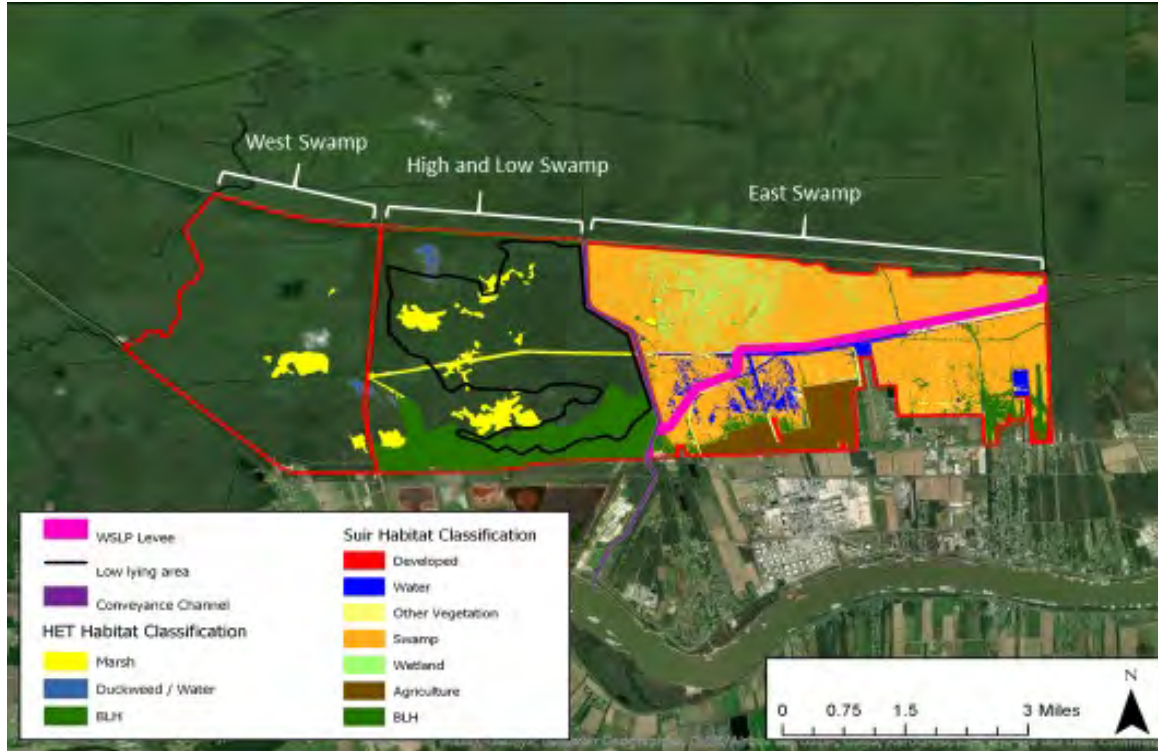 West Swamp
High and Low Swamp
East Swamp
WSLP Levee
Low lying area
Conveyance Channel
HET Habitat Classification
Marsh
Duckweed / Water
BLH
Suir Habitat Classification
Developed
Water
Other Vegetation
Swamp
Wetland
Agriculture
BLH
N
0 0.75 1.5 3 Miles